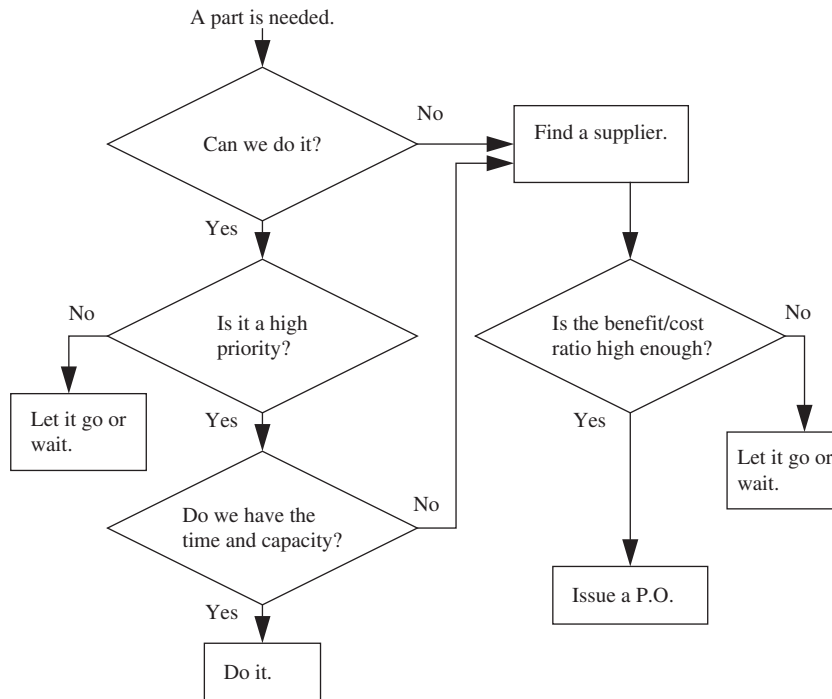 A part is needed.
Can we do it?
No
Find a supplier.
Yes
Is it a high
priority?
No
Let it go or
wait.
Yes
Do we have the
time and capacity?
No
Yes
Do it.
Is the benefit/cost
ratio high enough?
No
Let it go or
wait.
Yes
Issue a P.O.